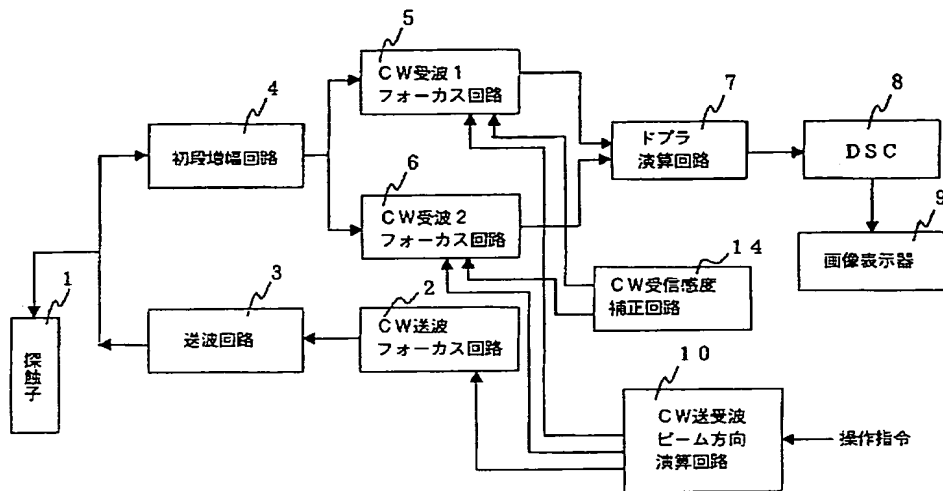 5
CW受波1
フォーカス回路
4
初段増幅回路
7
ドプラ
演算回路
8
DSC
6
CW受波2
フォーカス回路
9
画像表示器
14
CW受信感度
補正回路
1
探触子
3
送波回路
2
CW送波
フォーカス回路
10
CW送受波
ビーム方向
演算回路
操作指令